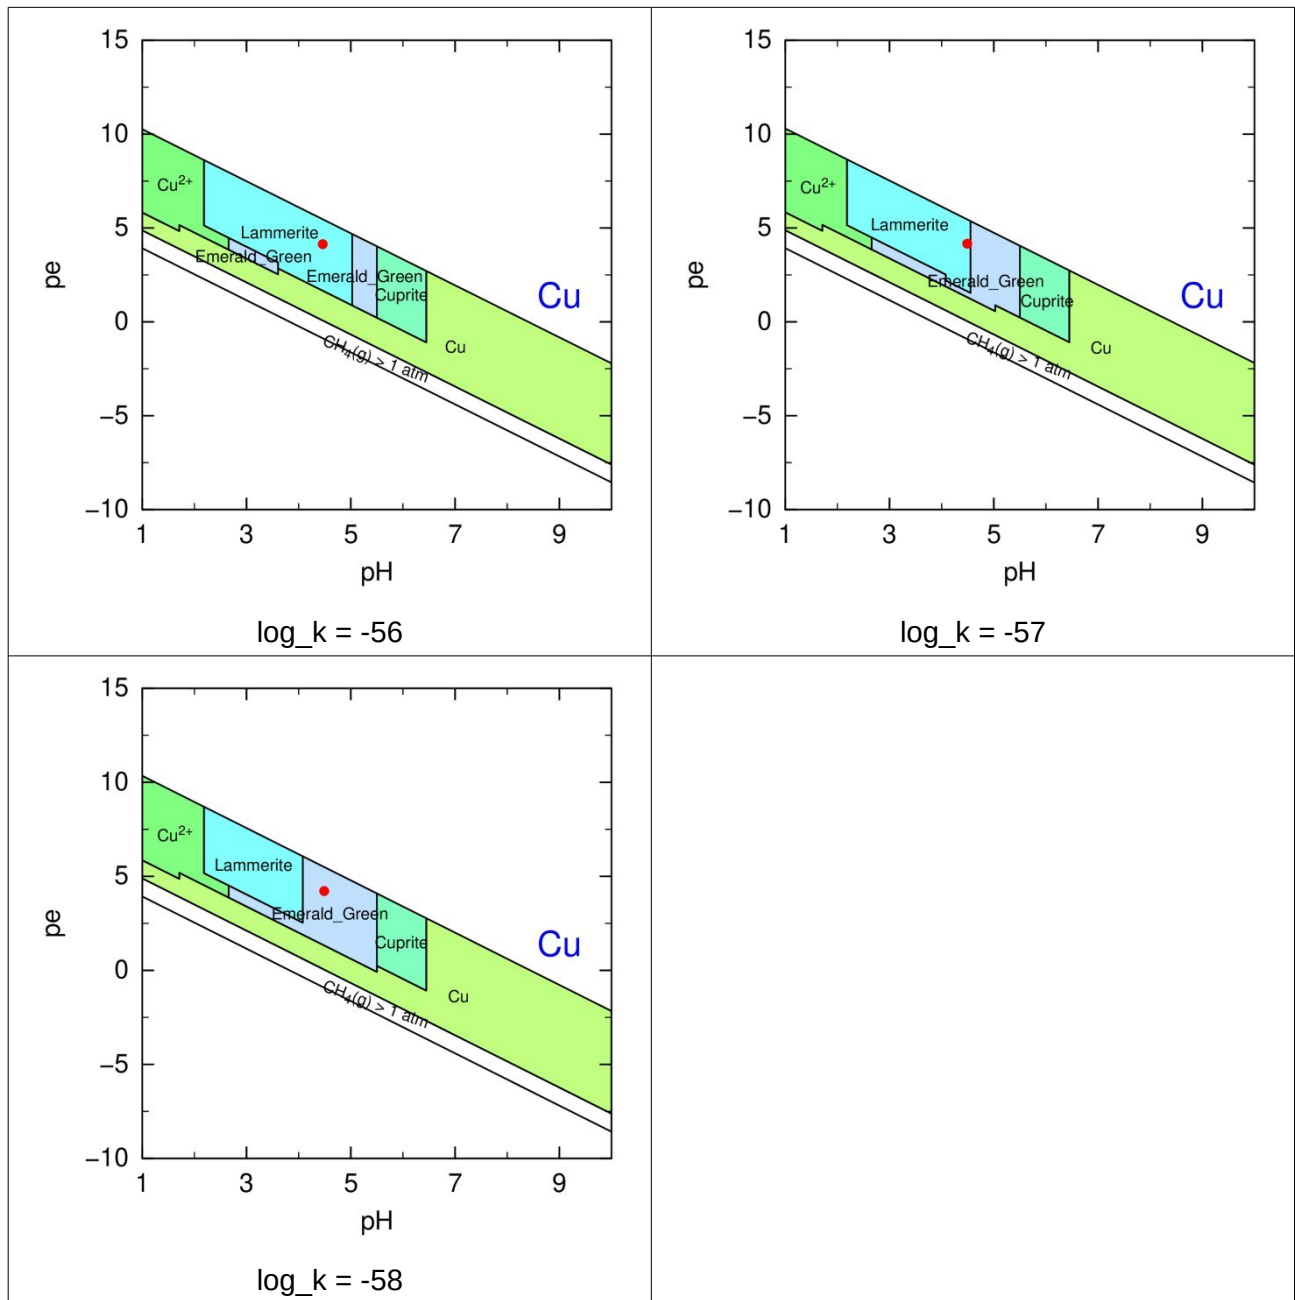 15
10
5
0
−5
−10
pe
Cu2+
Lammerite
Emerald_Green
Emerald_Green
Cuprite
Cu
Cu
CH4(g) > 1 atm
1 3 5 7 9
pH
log_k = -56
15
10
5
0
−5
−10
pe
Cu2+
Lammerite
Emerald_Green
Cuprite
Cu
Cu
CH4(g) > 1 atm
1 3 5 7 9
pH
log_k = -57
15
10
5
0
−5
−10
pe
Cu2+
Lammerite
Emerald_Green
Cuprite
Cu
Cu
CH4(g) > 1 atm
1 3 5 7 9
pH
log_k = -58